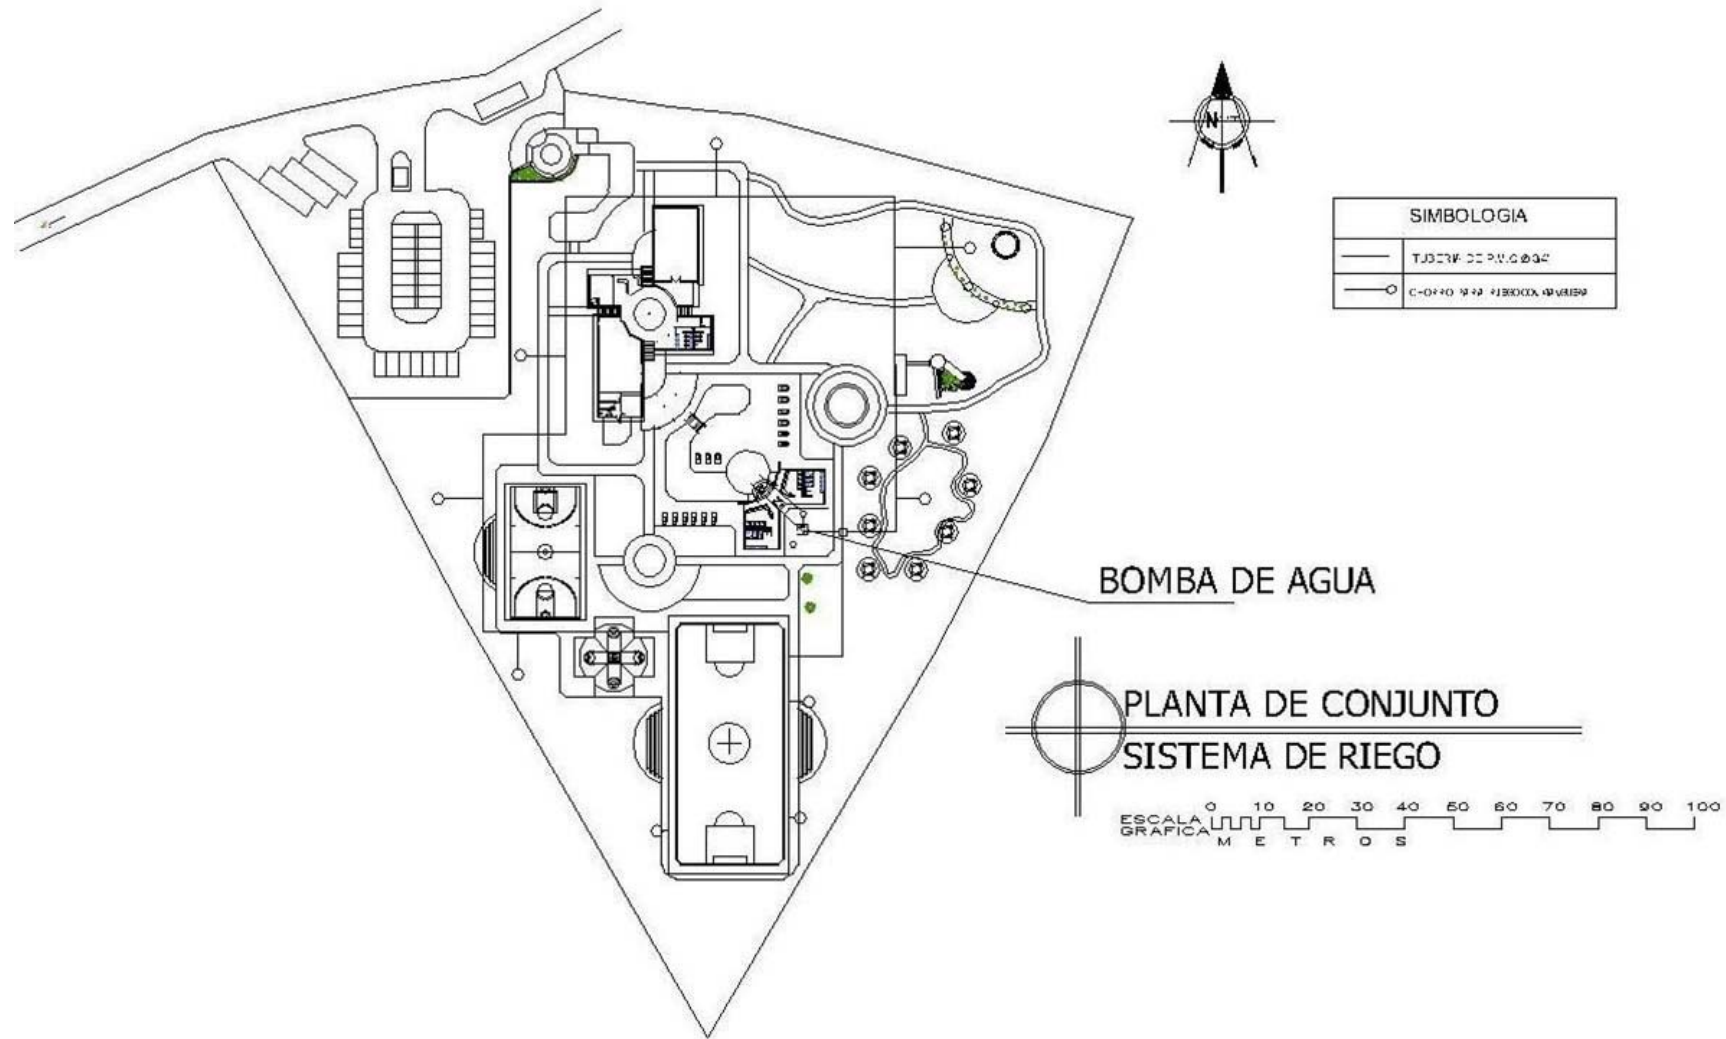 N
SIMBOLOGIA
BOMBA DE AGUA
PLANTA DE CONJUNTO
SISTEMA DE RIEGO
0 10 20 30 40 50 60 70 80 90 100
ESCALA
GRAFICA
METROS